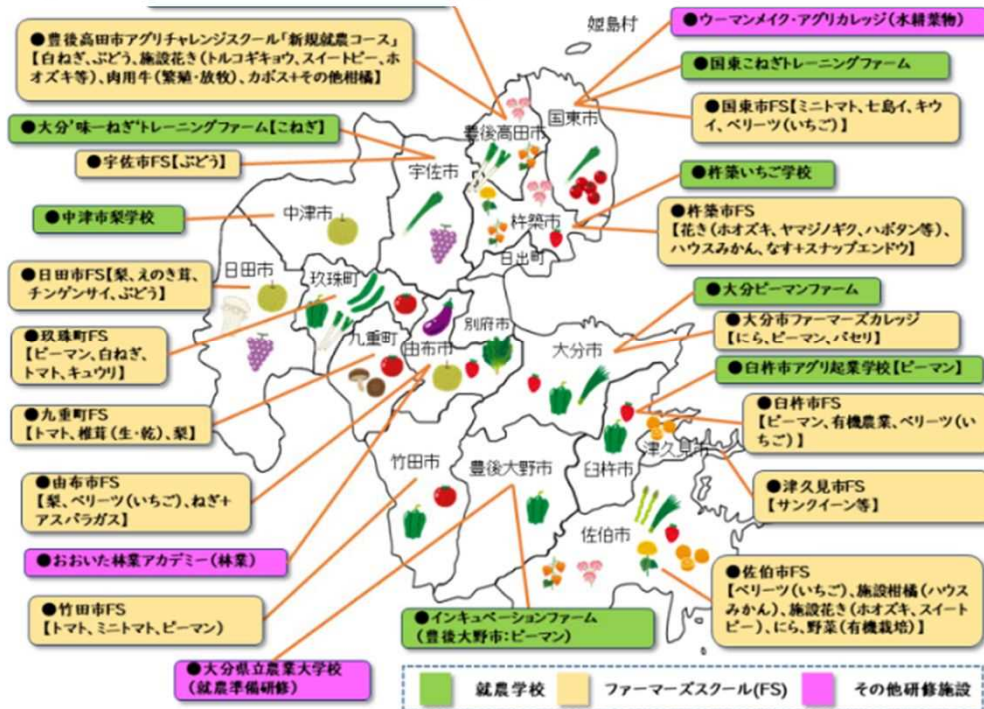 ●豊後高田市アグリチャレンジスクール「新規就農コース」
【白ねぎ、ぶどう、施設花き(トルコギキョウ、スイートピー、ホ
オズキ等)、肉用牛(繁殖・放牧)、カボス+その他柑橘】
●大分"味一ねぎ"トレーニングファーム【こねぎ】
●宇佐市FS【ぶどう】
●中津市梨学校
●日田市FS【梨、えのき茸、
チンゲンサイ、ぶどう】
●玖珠町FS
【ピーマン、白ねぎ、
トマト、キュウリ】
●九重町FS
【トマト、椎茸(生・乾)、梨】
●由布市FS
【梨、ベリーツ(いちご)、ねぎ+
アスパラガス】
●おおいた林業アカデミー(林業)
●竹田市FS
【トマト、ミニトマト、ピーマン)
●大分県立農業大学校
(就農準備研修)
姫島村
豊後高田市
国東市
宇佐市
中津市
杵築市
日出町
日田市
玖珠町
別府市
九重町
由布市
大分市
竹田市
豊後大野市
臼杵市
津久見市
佐伯市
●ウーマンメイク・アグリカレッジ(水耕葉物)
●国東こねぎトレーニングファーム
●国東市FS【ミニトマト、七島イ、キウ
イ、ベリーツ(いちご)】
●杵築いちご学校
●杵築市FS
【花き(ホオズキ、ヤマジノギク、ハボタン等)、
ハウスみかん、なす+スナップエンドウ】
●大分ピーマンファーム
●大分市ファーマーズカレッジ
【にら、ピーマン、パセリ】
●臼杵市アグリ起業学校【ピーマン】
●臼杵市FS
【ピーマン、有機農業、ベリーツ(い
ちご)】
●津久見市FS
【サンクイーン等】
●佐伯市FS
【ベリーツ(いちご)、施設柑橘(ハウス
みかん)、施設花き(ホオズキ、スイート
ピー)、にら、野菜(有機栽培)】
●インキュベーションファーム
(豊後大野市:ピーマン)
就農学校
ファーマーズスクール(FS)
その他研修施設